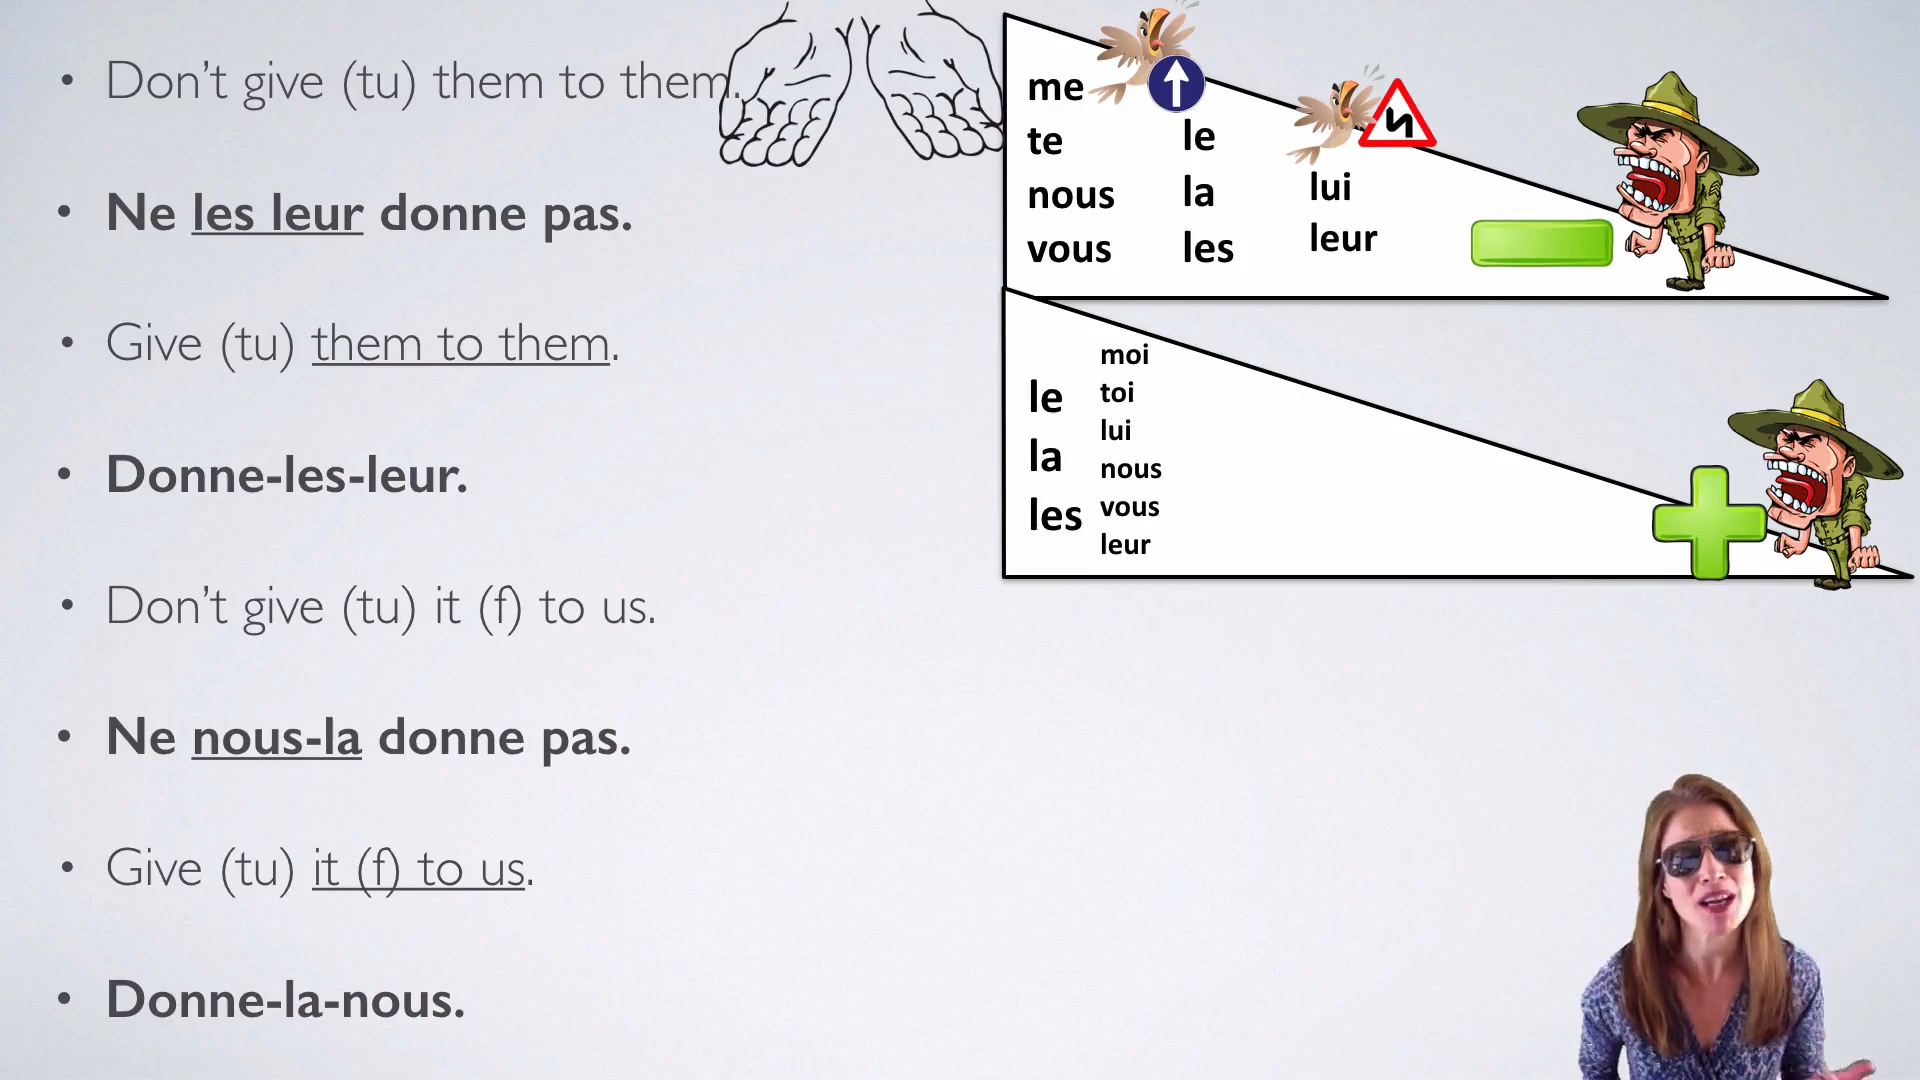 Don't give (tu) them to them.
Ne les leur donne pas.
Give (tu) them to them.
Donne-les-leur.
Don't give (tu) it (f) to us.
Ne nous-la donne pas.
Give (tu) it (f) to us.
Donne-la-nous.
me
te
nous
vous
le
la
les
lui
leur
le
la
les
moi
toi
lui
nous
vous
leur